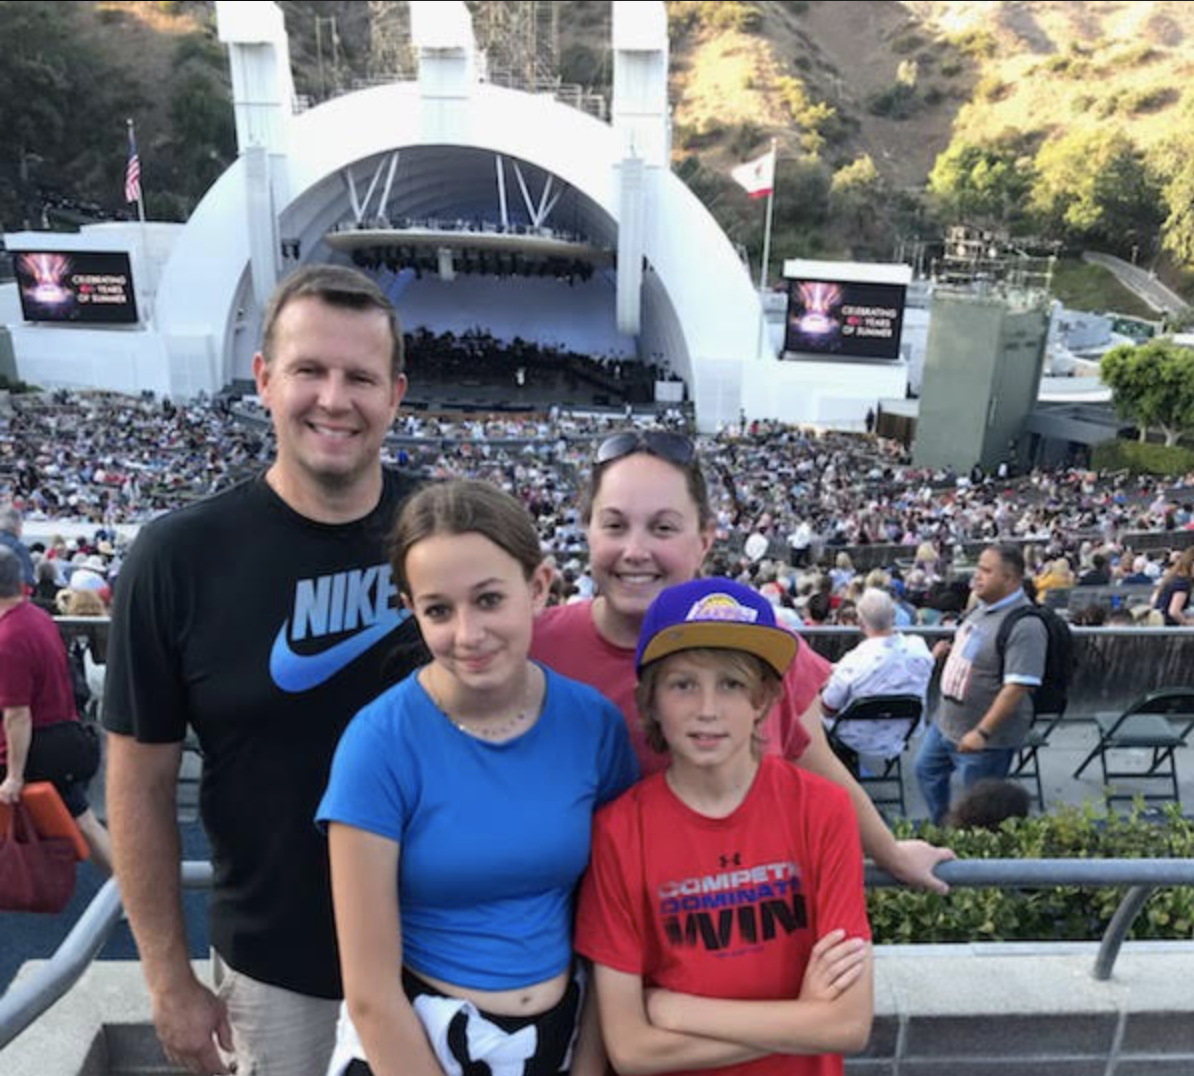 CELEBRATING
YEARS
OF SUMMER
CELEBRATING
YEARS
OF SUMMER
NIKE
LAKERS
COMPETE
DOMINATE
WIN